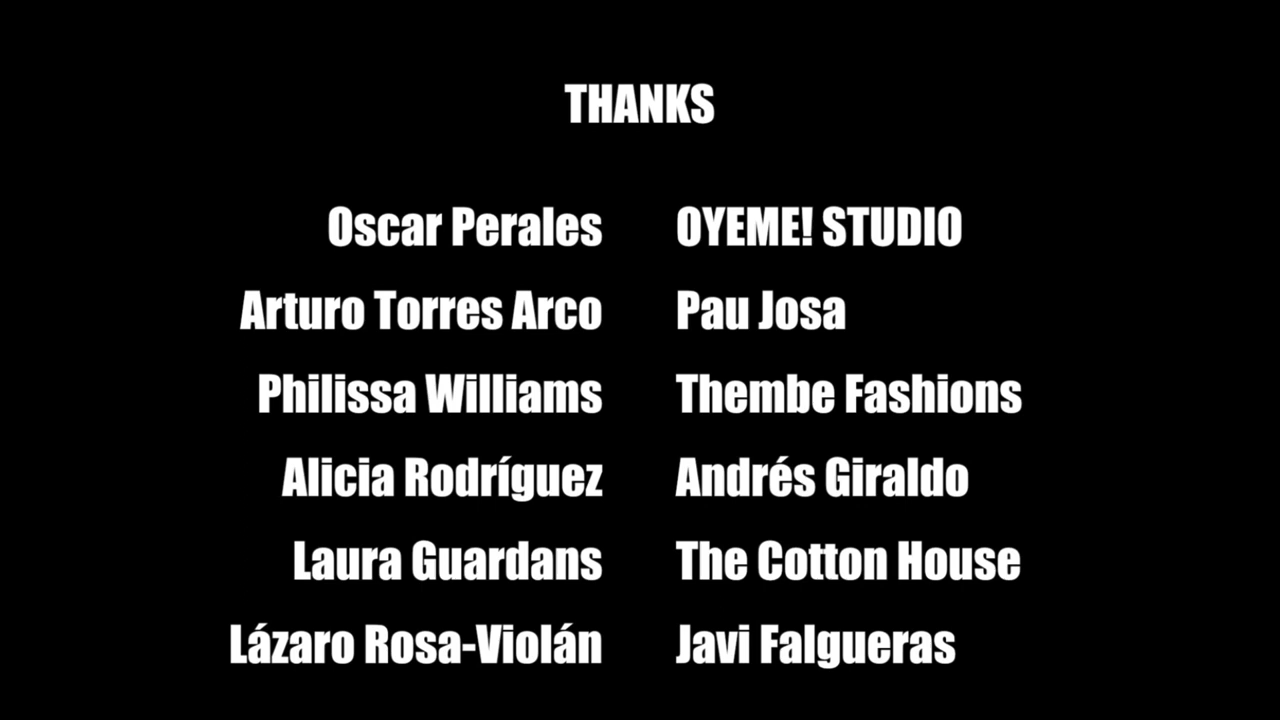 THANKS
Oscar Perales OYEME! STUDIO
Arturo Torres Arco Pau Josa
Philissa Williams Thembe Fashions
Alicia Rodríguez Andrés Giraldo
Laura Guardans The Cotton House
Lázaro Rosa-Violán Javi Falgueras